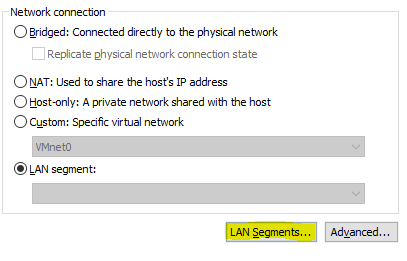 Network connection
Bridged: Connected directly to the physical network
Replicate physical network connection state
NAT: Used to share the host's IP address
Host-only: A private network shared with the host
Custom: Specific virtual network
VMnet0
LAN segment:
LAN Segments... Advanced...